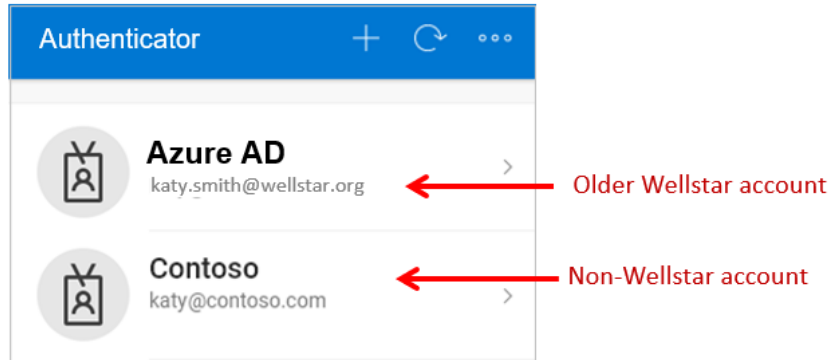 Authenticator
Azure AD
katy.smith@wellstar.org
Older Wellstar account
Contoso
katy@contoso.com
Non-Wellstar account